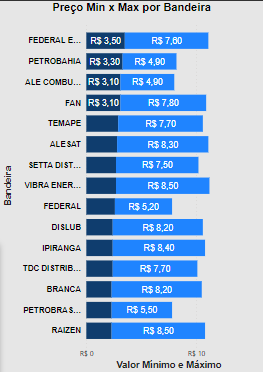 Preço Min x Max por Bandeira
FEDERAL E... R$ 3,50 R$ 7,60
PETROBAHIA R$ 3,30 R$ 4,90
ALE COMBU... R$ 3,10 R$ 4,90
FAN R$ 3,10 R$ 7,80
TEMAPE R$ 7,70
ALESAT R$ 8,30
SETTA DIST... R$ 7,50
VIBRA ENER... R$ 8,50
FEDERAL R$ 5,20
DISLUB R$ 8,20
IPIRANGA R$ 8,40
TDC DISTRIB... R$ 7,70
BRANCA R$ 8,20
PETROBRAS... R$ 5,50
RAIZEN R$ 8,50
Bandeira
R$ 0 R$ 10
Valor Mínimo e Máximo